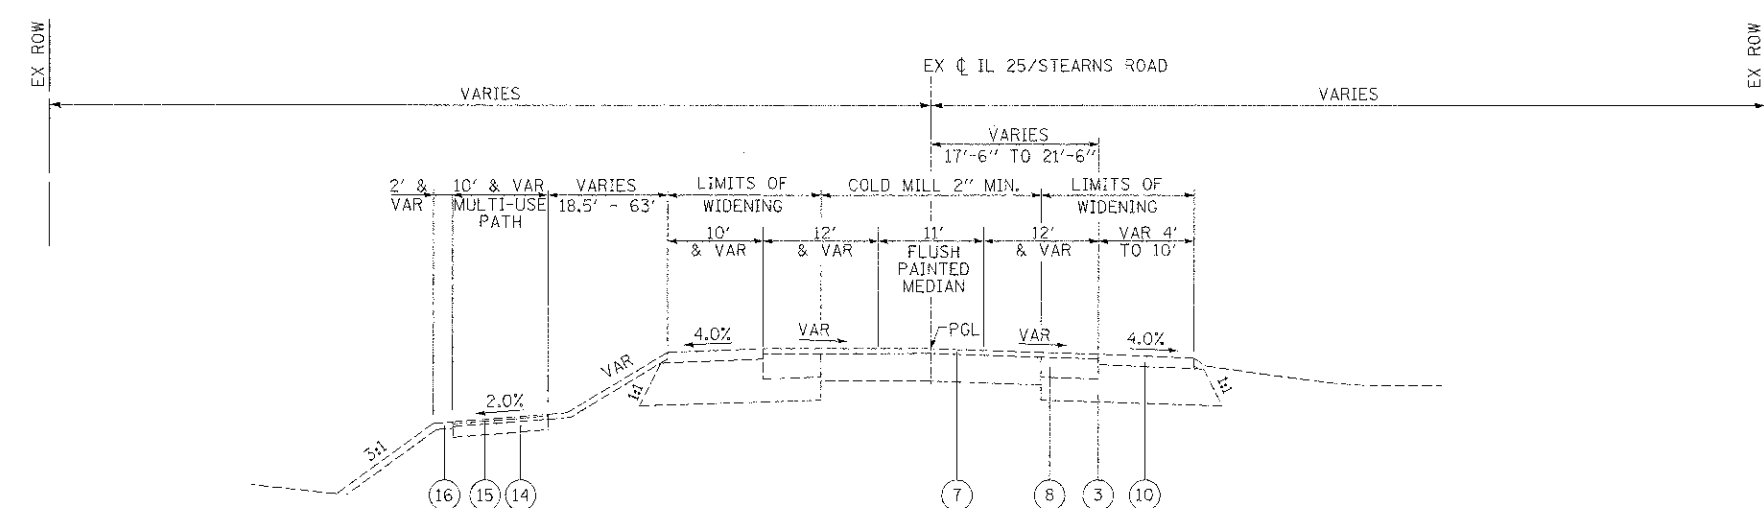 EX ROW
EX ROW
EX ℄ IL 25/STEARNS ROAD
VARIES
VARIES
VARIES
17'-6" TO 21'-6"
2' &
VAR
10' & VAR
MULTI-USE
PATH
VARIES
18.5' - 63'
LIMITS OF
WIDENING
COLD MILL 2" MIN.
LIMITS OF
WIDENING
10'
& VAR
12'
& VAR
11'
FLUSH
PAINTED
MEDIAN
12'
& VAR
VAR 4'
TO 10'
4.0%
VAR
PGL
VAR
4.0%
VAR
1:1
1:1
2.0%
3:1
16
15
14
7
8
3
10